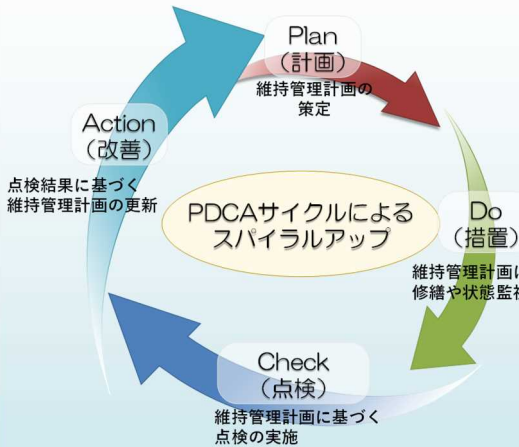 Plan
(計画)
維持管理計画の
策定
Do
(措置)
維持管理計画に
修繕や状態監視
Check
(点検)
維持管理計画に基づく
点検の実施
Action
(改善)
点検結果に基づく
維持管理計画の更新
PDCAサイクルによる
スパイラルアップ